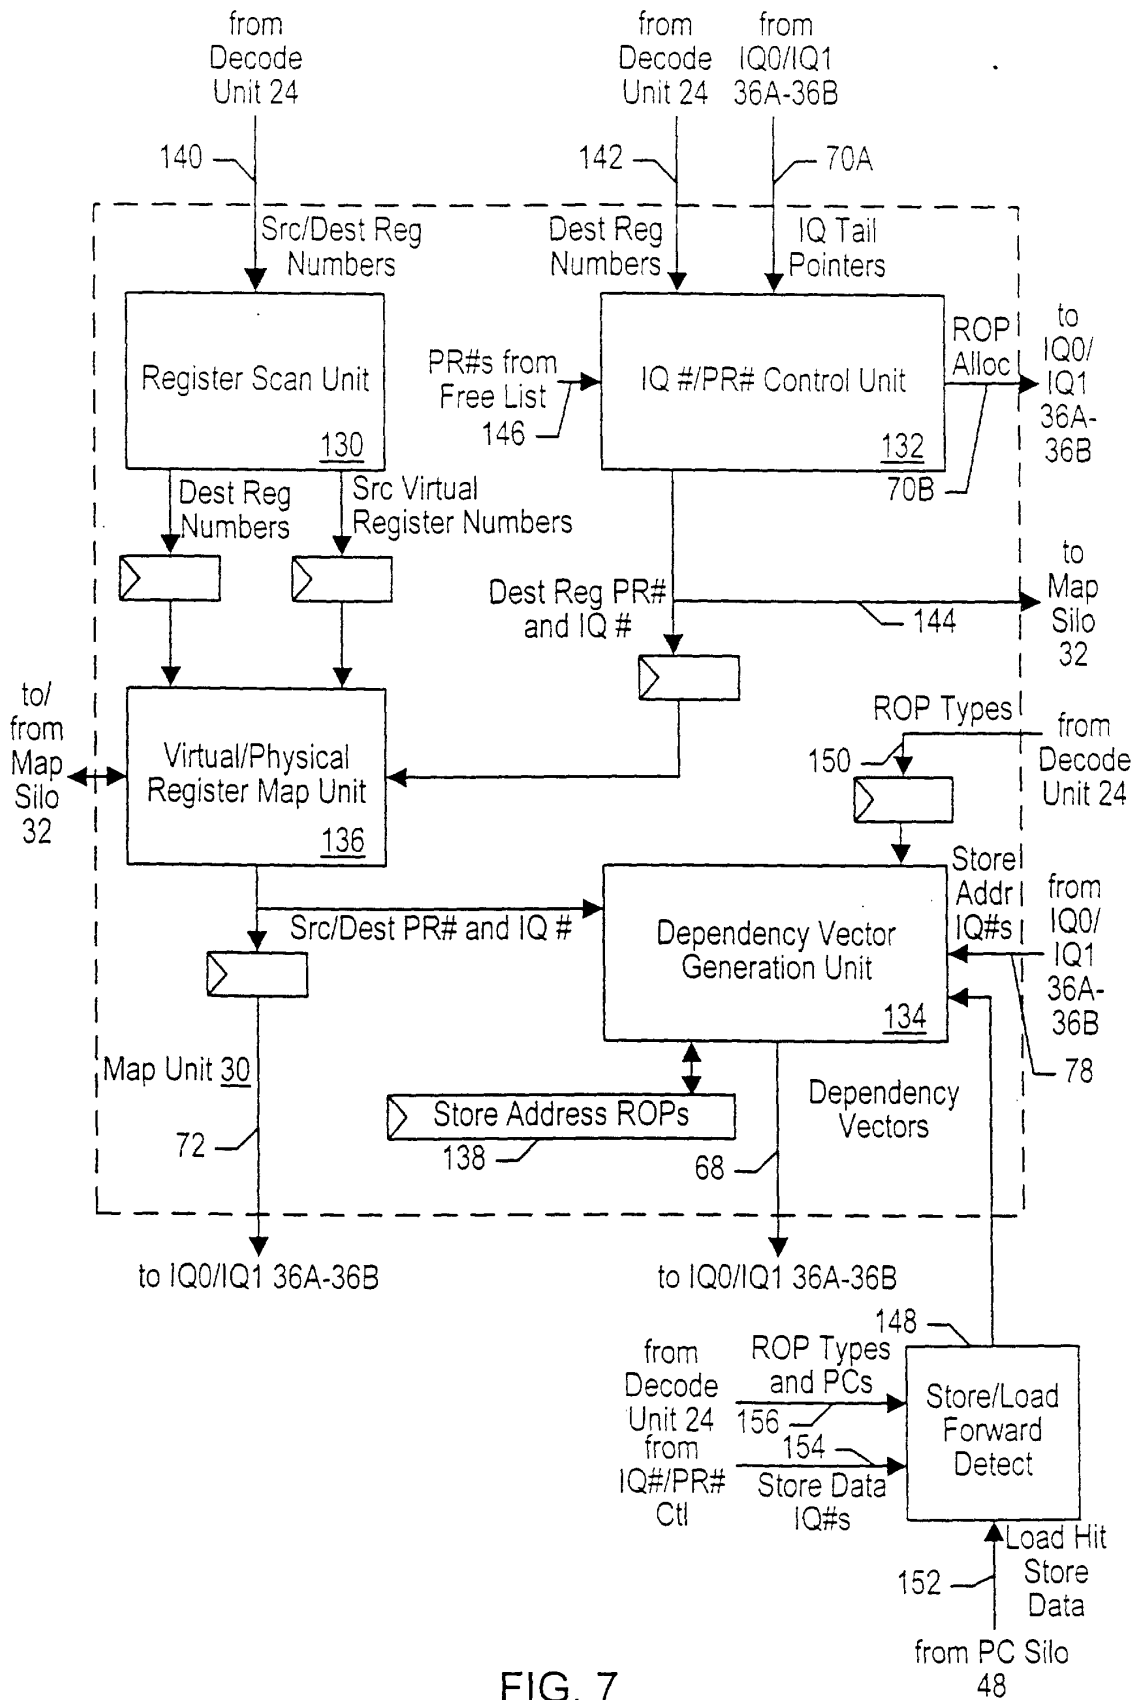 from
Decode
Unit 24
from
Decode
Unit 24
from
IQ0/IQ1
36A-36B
140
142
70A
Src/Dest Reg
Numbers
Dest Reg
Numbers
IQ Tail
Pointers
Register Scan Unit
130
PR#s from
Free List
146
IQ #/PR# Control Unit
132
ROP
Alloc
70B
to
IQ0/
IQ1
36A-
36B
Dest Reg
Numbers
Src Virtual
Register Numbers
Dest Reg PR#
and IQ #
144
to
Map
Silo
32
to/
from
Map
Silo
32
Virtual/Physical
Register Map Unit
136
ROP Types
150
from
Decode
Unit 24
Src/Dest PR# and IQ #
Dependency Vector
Generation Unit
134
Store
Addr
IQ#s
from
IQ0/
IQ1
36A-
36B
78
Map Unit 30
72
Store Address ROPs
138
68
Dependency
Vectors
to IQ0/IQ1 36A-36B
to IQ0/IQ1 36A-36B
148
from
Decode
Unit 24
ROP Types
and PCs
156
from
IQ#/PR#
Ctl
154
Store Data
IQ#s
Store/Load
Forward
Detect
152
Load Hit
Store
Data
from PC Silo
48
FIG. 7